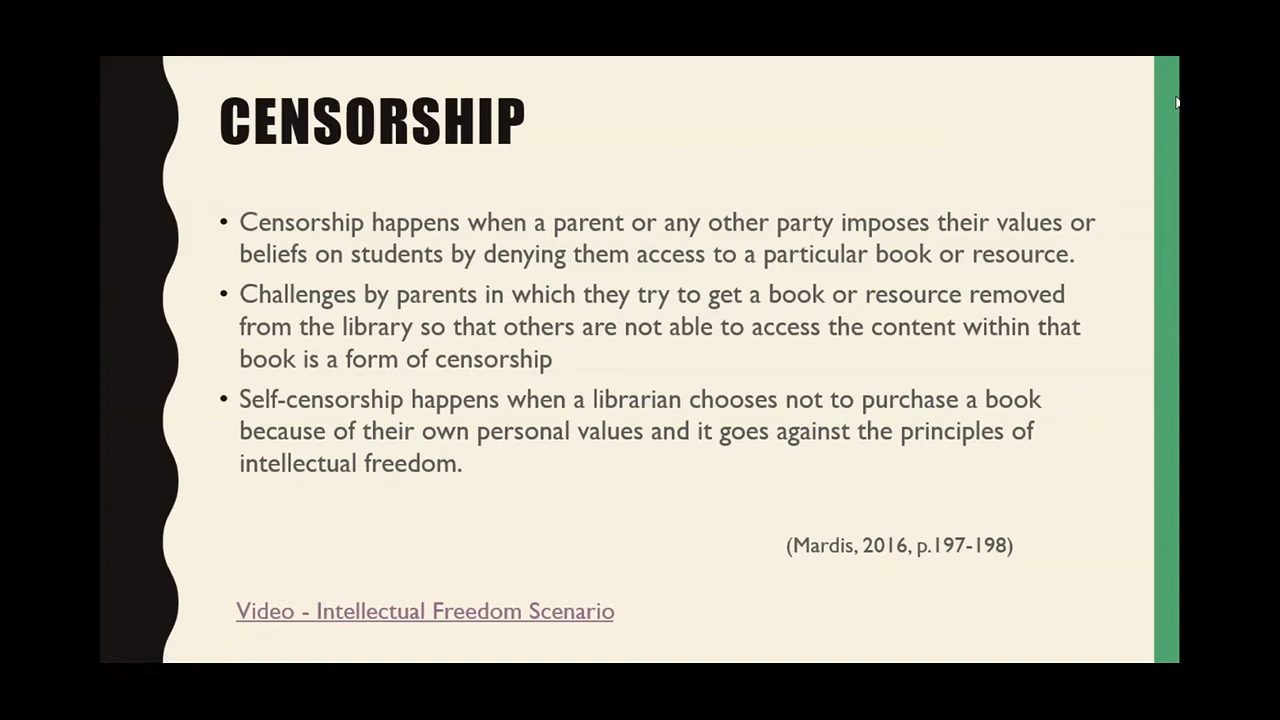 CENSORSHIP
• Censorship happens when a parent or any other party imposes their values or
beliefs on students by denying them access to a particular book or resource.
• Challenges by parents in which they try to get a book or resource removed
from the library so that others are not able to access the content within that
book is a form of censorship
• Self-censorship happens when a librarian chooses not to purchase a book
because of their own personal values and it goes against the principles of
intellectual freedom.
(Mardis, 2016, p.197-198)
Video - Intellectual Freedom Scenario